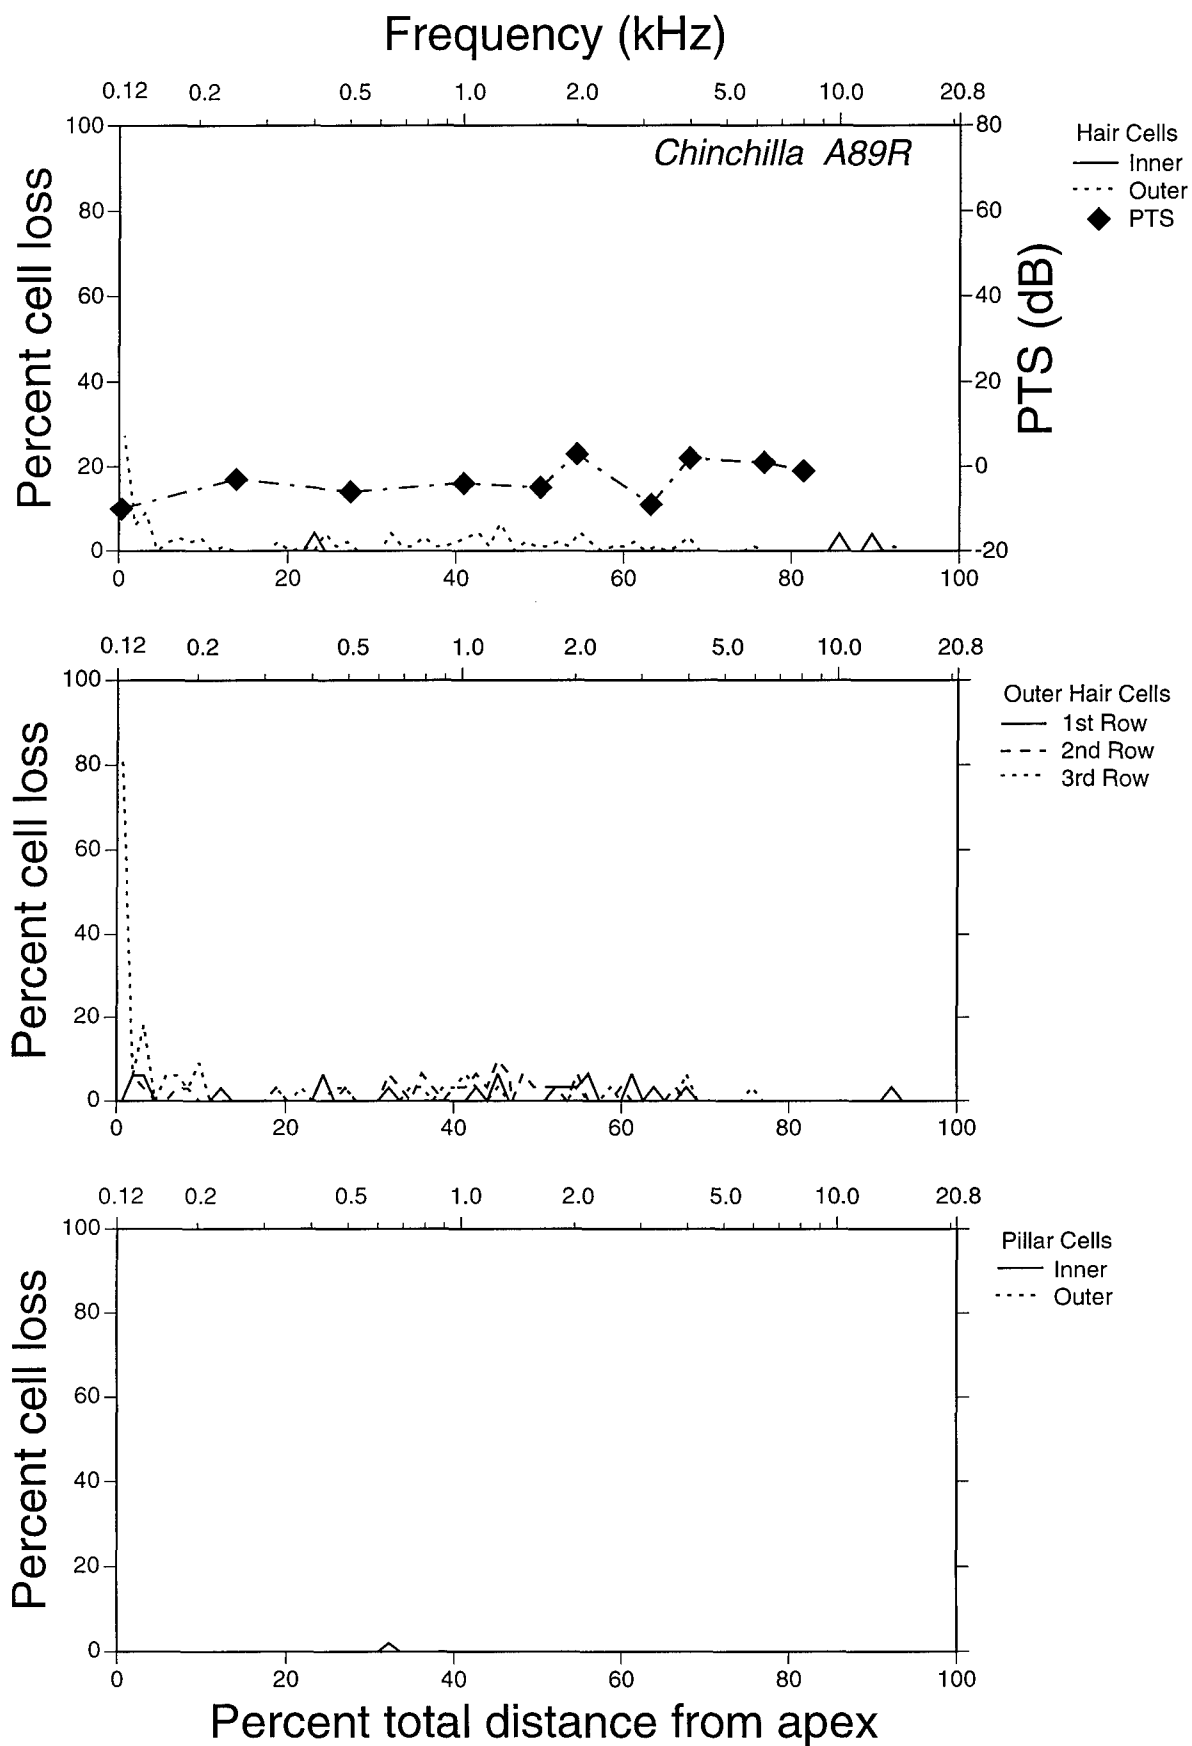 Frequency (kHz)
0.12 0.2 0.5 1.0 2.0 5.0 10.0 20.8
Chinchilla A89R
100
80
60
40
20
0
Percent cell loss
80
60
40
20
0
-20
PTS (dB)
0 20 40 60 80 100
Hair Cells
Inner
Outer
PTS
0.12 0.2 0.5 1.0 2.0 5.0 10.0 20.8
100
80
60
40
20
0
Percent cell loss
0 20 40 60 80 100
Outer Hair Cells
1st Row
2nd Row
3rd Row
0.12 0.2 0.5 1.0 2.0 5.0 10.0 20.8
100
80
60
40
20
0
Percent cell loss
0 20 40 60 80 100
Pillar Cells
Inner
Outer
Percent total distance from apex